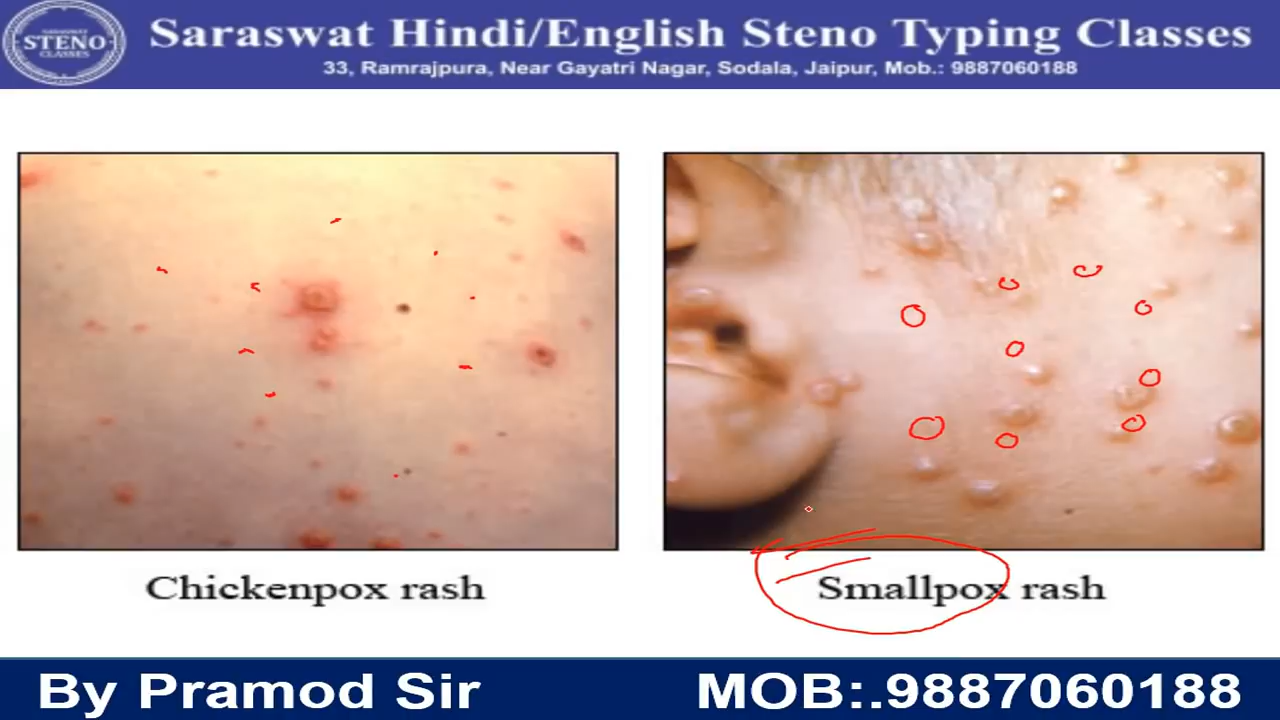 STENO
CLASSES
Saraswat Hindi/English Steno Typing Classes
33, Ramrajpura, Near Gayatri Nagar, Sodala, Jaipur, Mob.: 9887060188
Chickenpox rash
Smallpox rash
By Pramod Sir
MOB:.9887060188